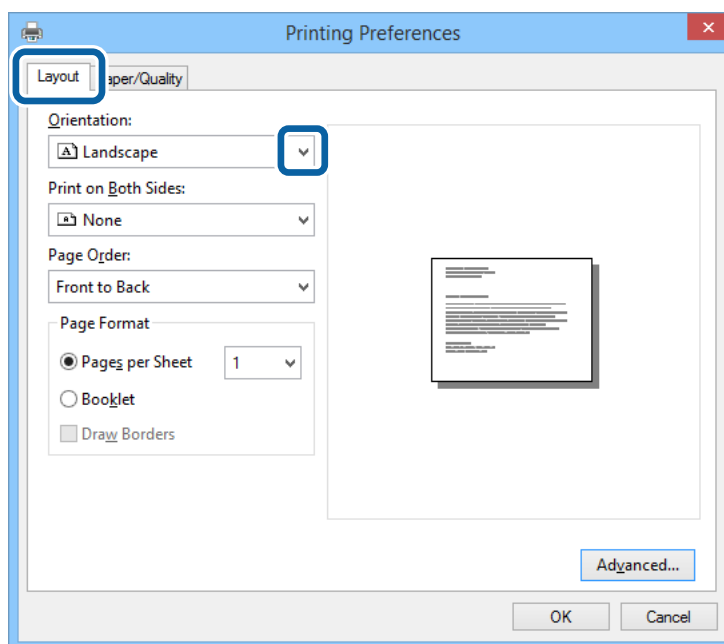 Printing Preferences
Layout
aper/Quality
Orientation:
Landscape
Print on Both Sides:
None
Page Order:
Front to Back
Page Format
Pages per Sheet 1
Booklet
Draw Borders
Advanced...
OK Cancel